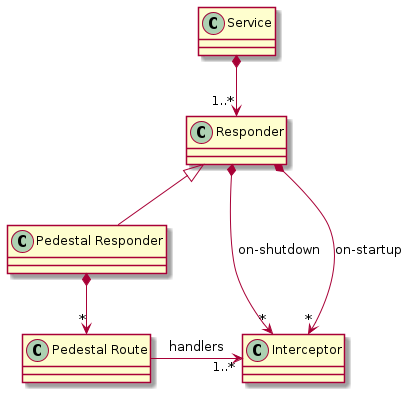 C Service
1..*
C Responder
C Pedestal Responder
on-shutdown
on-startup
*
*
*
C Pedestal Route
handlers
1..*
C Interceptor